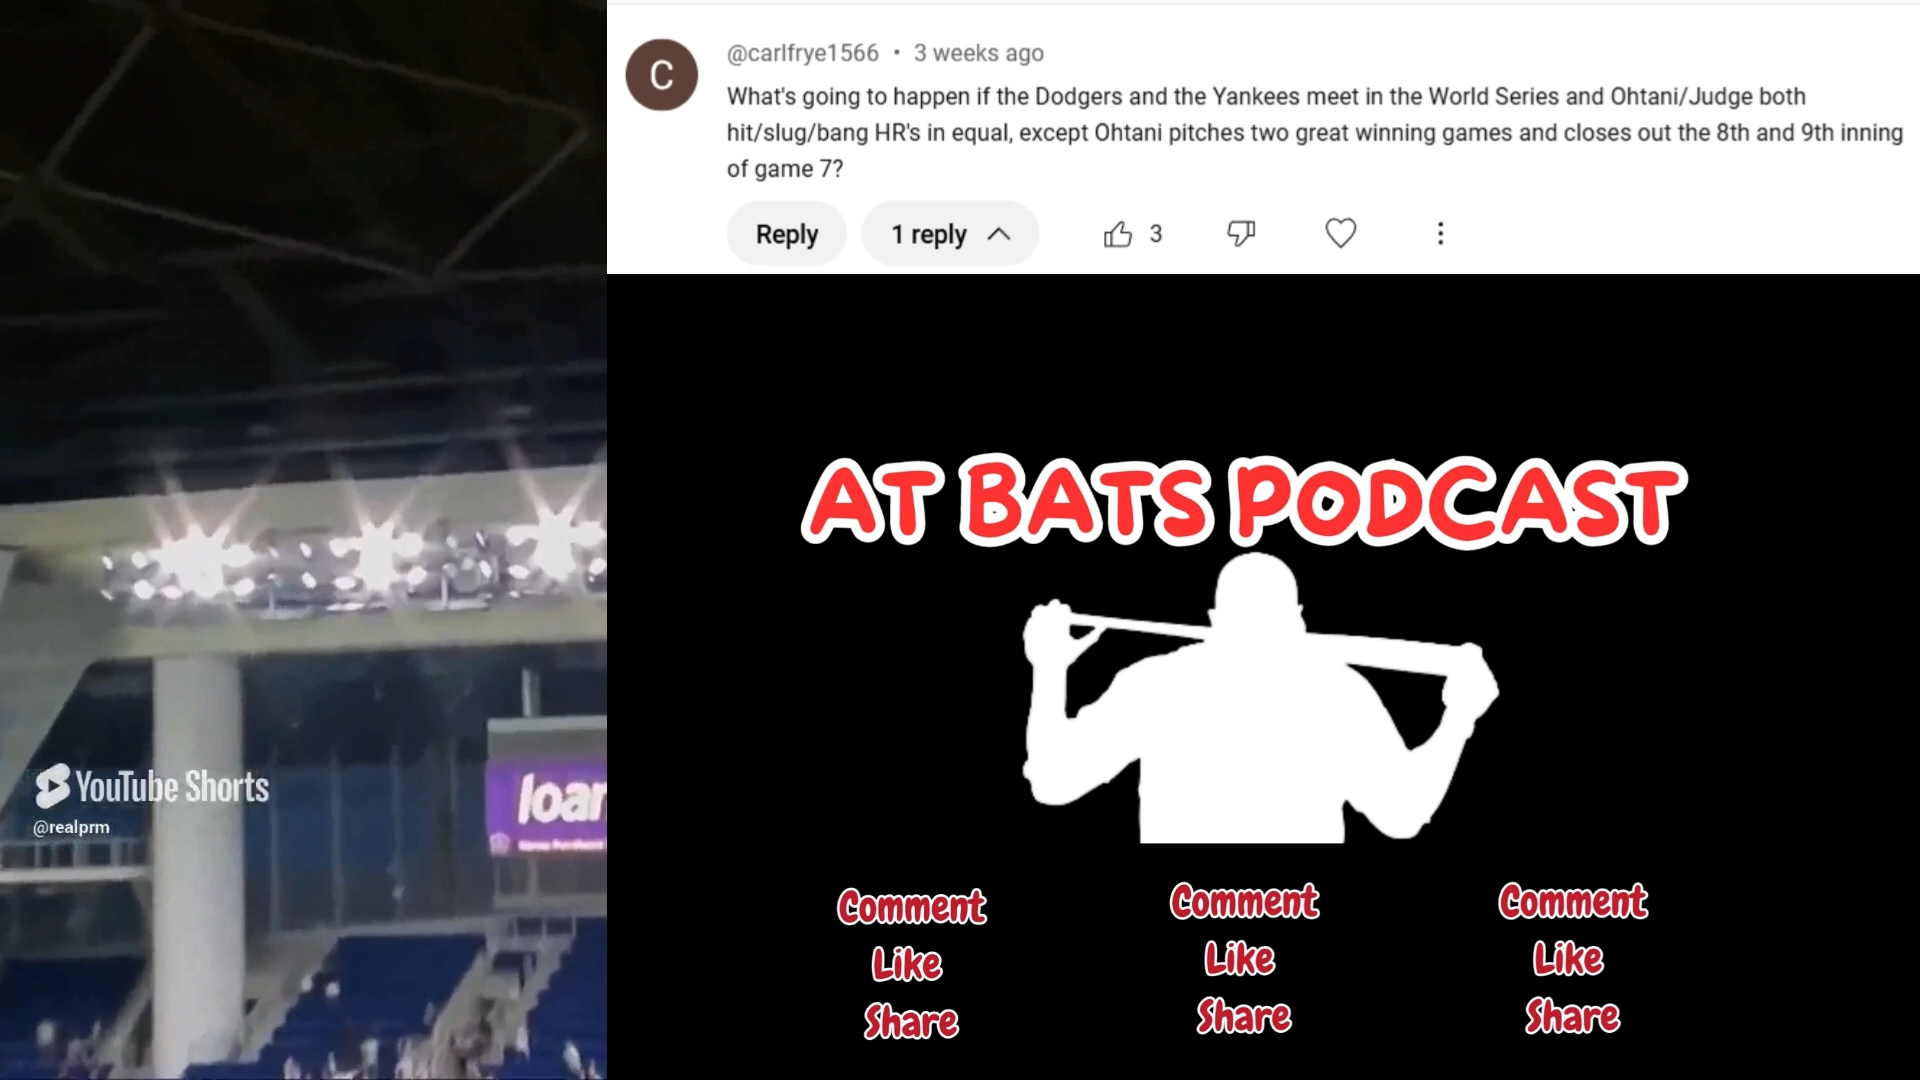 @carlfrye1566 • 3 weeks ago
What's going to happen if the Dodgers and the Yankees meet in the World Series and Ohtani/Judge both
hit/slug/bang HR's in equal, except Ohtani pitches two great winning games and closes out the 8th and 9th inning
of game 7?
C
Reply
1 reply
3
AT BATS PODCAST
YouTube Shorts
@realprm
loan
Comment
Like
Share
Comment
Like
Share
Comment
Like
Share